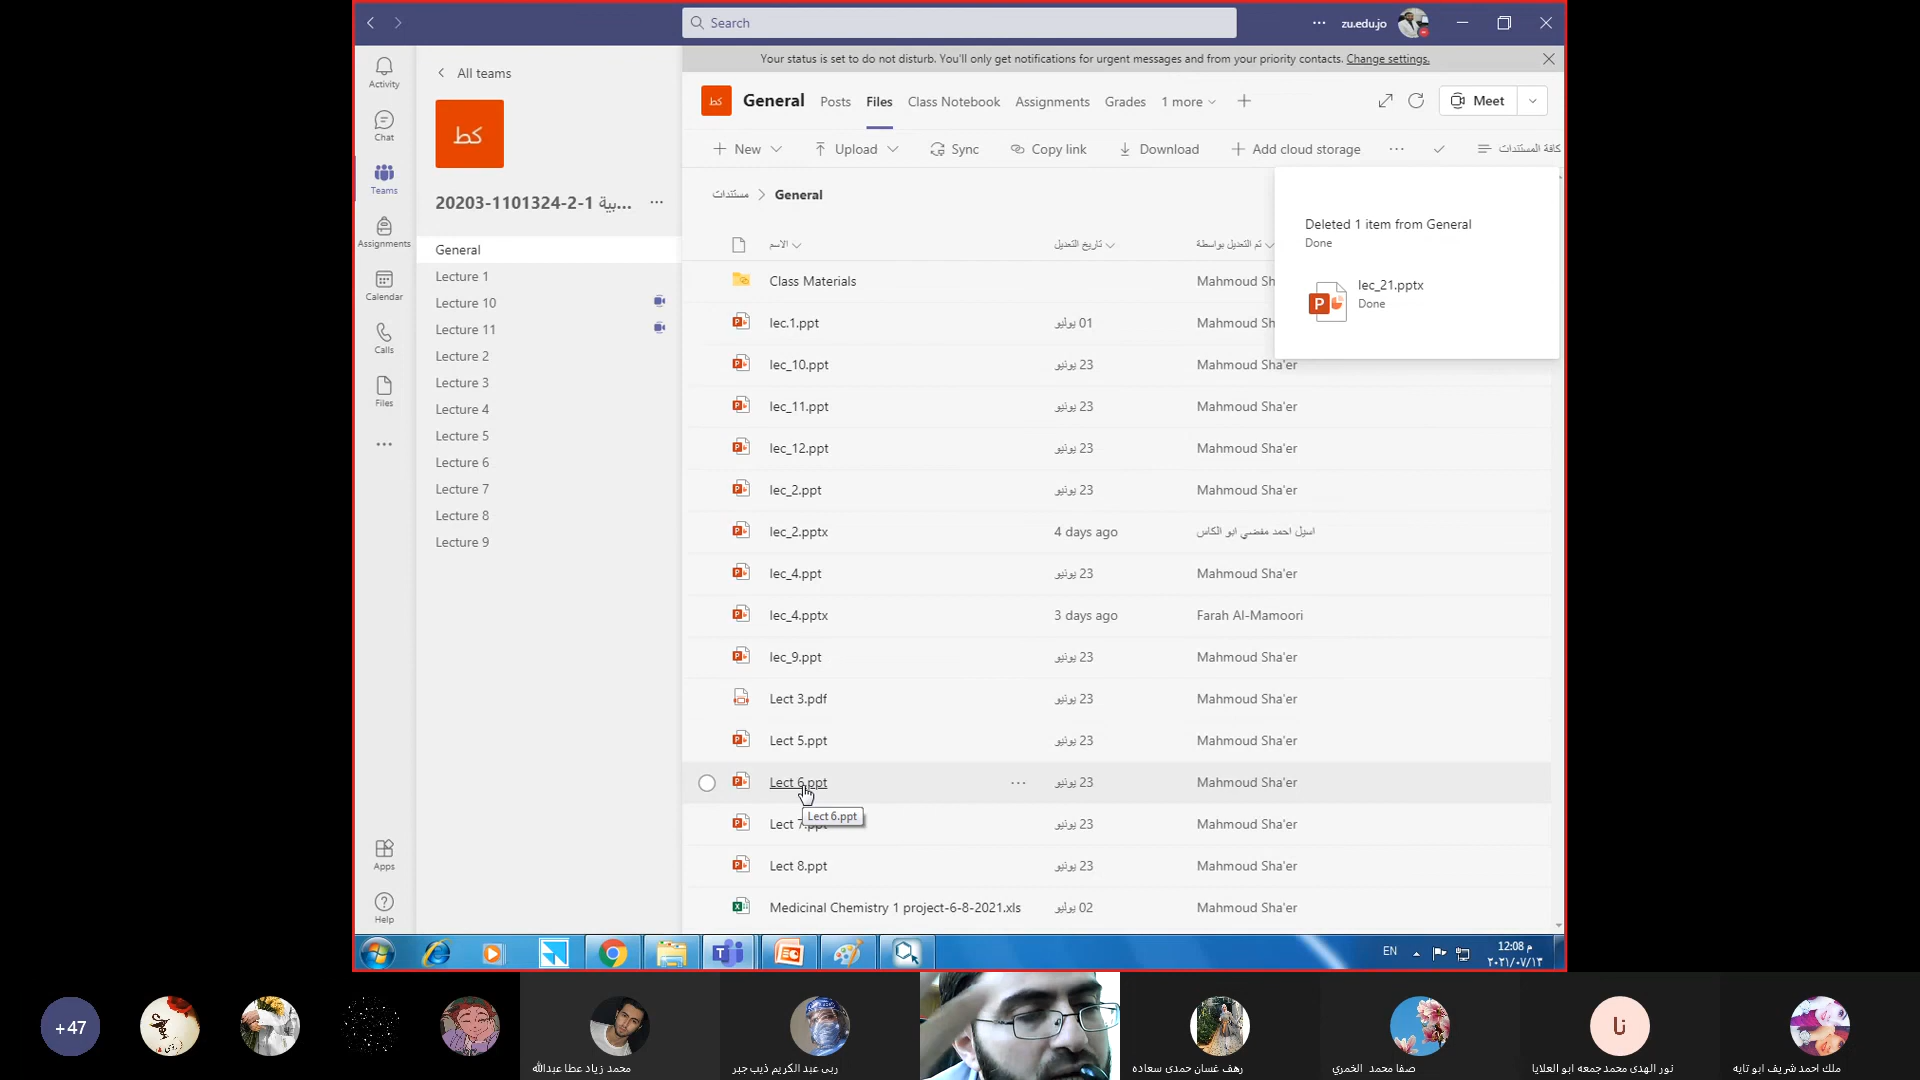 Search
zu.edu.jo
Your status is set to do not disturb. You'll only get notifications for urgent messages and from your priority contacts. Change settings.
Activity
Chat
Teams
Assignments
Calendar
Calls
Files
Apps
Help
All teams
كط
20203-1101324-2-1 بية...
General
Lecture 1
Lecture 10
Lecture 11
Lecture 2
Lecture 3
Lecture 4
Lecture 5
Lecture 6
Lecture 7
Lecture 8
Lecture 9
كط General Posts Files Class Notebook Assignments Grades 1 more Meet
New Upload Sync Copy link Download Add cloud storage كافة المستندات
مستندات > General
Deleted 1 item from General
Done
lec_21.pptx
Done
الاسم تاريخ التعديل تم التعديل بواسطة
Class Materials Mahmoud Sh
lec.1.ppt 01 يوليو Mahmoud Sh
lec_10.ppt 23 يونيو Mahmoud Sha'er
lec_11.ppt 23 يونيو Mahmoud Sha'er
lec_12.ppt 23 يونيو Mahmoud Sha'er
lec_2.ppt 23 يونيو Mahmoud Sha'er
lec_2.pptx 4 days ago اسيل احمد مفضي ابو الكاس
lec_4.ppt 23 يونيو Mahmoud Sha'er
lec_4.pptx 3 days ago Farah Al-Mamoori
lec_9.ppt 23 يونيو Mahmoud Sha'er
Lect 3.pdf 23 يونيو Mahmoud Sha'er
Lect 5.ppt 23 يونيو Mahmoud Sha'er
Lect 6.ppt 23 يونيو Mahmoud Sha'er
Lect 6.ppt
Lect 7.ppt 23 يونيو Mahmoud Sha'er
Lect 8.ppt 23 يونيو Mahmoud Sha'er
Medicinal Chemistry 1 project-6-8-2021.xls 02 يوليو Mahmoud Sha'er
EN
12:08 م
٢٠٢١/٠٧/١٣
+47
محمد زياد عطا عبدالله
ربى عبد الكريم ذيب جبر
رهف غسان حمدي سعاده
صفا محمد الخمري
نا
نور الهدى محمدجمعه ابو العلايا
ملك احمد شريف ابو تايه